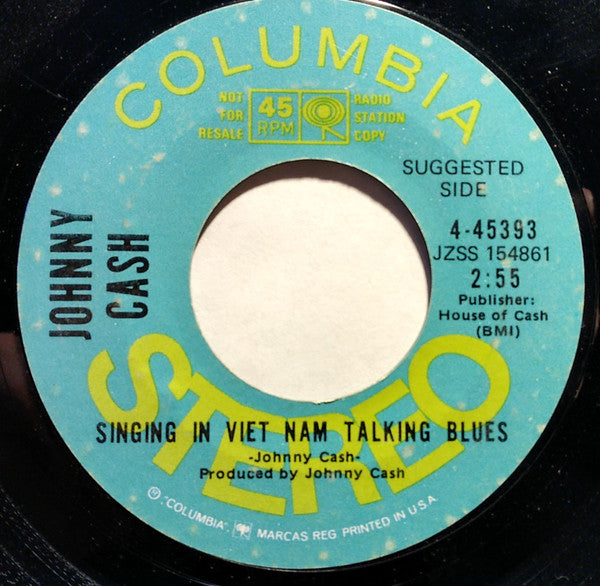 COLUMBIA
NOT FOR RESALE
45 RPM
RADIO STATION COPY
SUGGESTED SIDE
JOHNNY CASH
4-45393
JZSS 154861
2:55
Publisher:
House of Cash
(BMI)
STEREO
SINGING IN VIET NAM TALKING BLUES
-Johnny Cash-
Produced by Johnny Cash
℗ "COLUMBIA", MARCAS REG. PRINTED IN U.S.A.